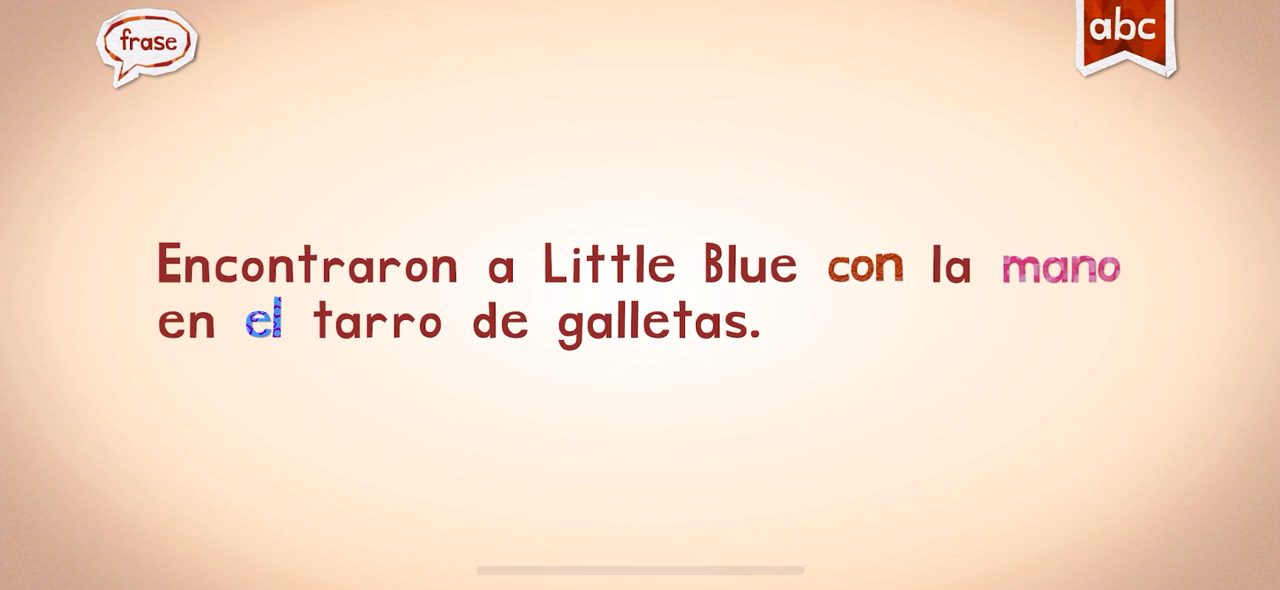 frase
abc
Encontraron a Little Blue con la mano
en el tarro de galletas.